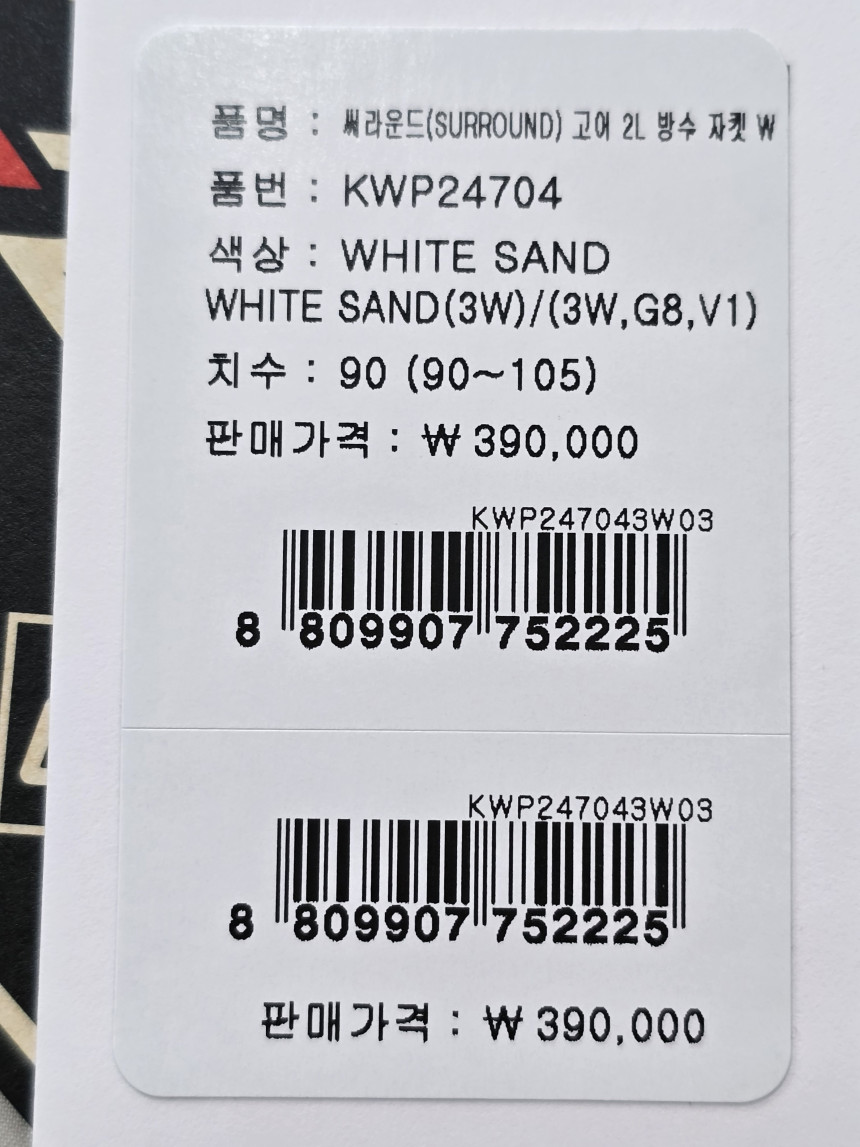 품명 : 써라운드(SURROUND) 고어 2L 방수 자켓 W
품번 : KWP24704
색상 : WHITE SAND
WHITE SAND(3W)/(3W,G8,V1)
치수 : 90 (90~105)
판매가격 : ₩ 390,000
KWP247043W03
8 809907 752225
KWP247043W03
8 809907 752225
판매가격 : ₩ 390,000